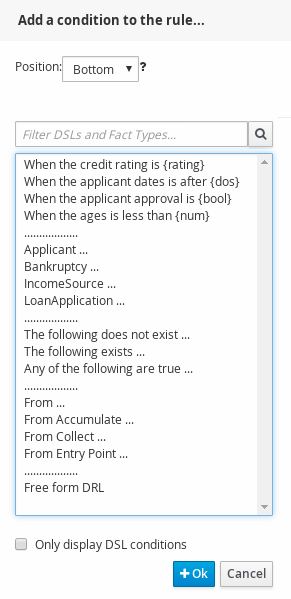 Add a condition to the rule...
Position: Bottom ?
Filter DSLs and Fact Types...
When the credit rating is {rating}
When the applicant dates is after {dos}
When the applicant approval is {bool}
When the ages is less than {num}
..................
Applicant ...
Bankruptcy ...
IncomeSource ...
LoanApplication ...
..................
The following does not exist ...
The following exists ...
Any of the following are true ...
..................
From ...
From Accumulate ...
From Collect ...
From Entry Point ...
..................
Free form DRL
Only display DSL conditions
+ Ok Cancel